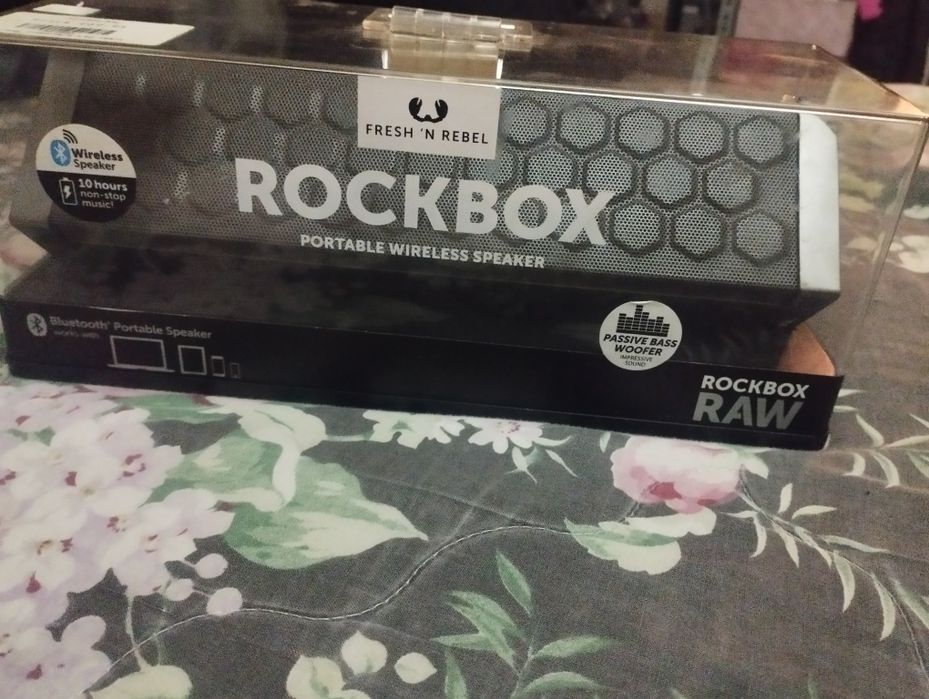 FRESH 'N REBEL
Wireless
Speaker
10 hours
non-stop
music!
ROCKBOX
PORTABLE WIRELESS SPEAKER
Bluetooth® Portable Speaker
works with
PASSIVE BASS
WOOFER
IMPRESSIVE
SOUND
ROCKBOX
RAW